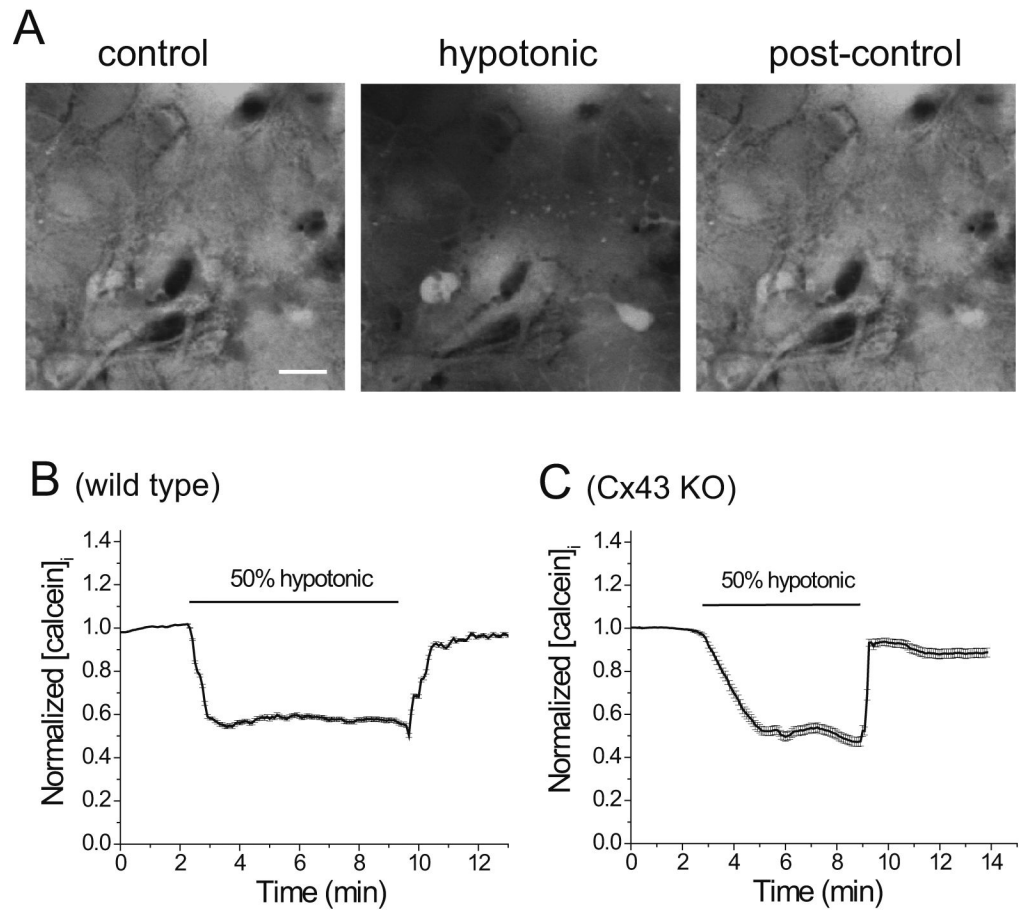 A
control
hypotonic
post-control
B (wild type)
Normalized [calcein]i
1.4
1.2
1.0
0.8
0.6
0.4
0.2
0.0
50% hypotonic
0 2 4 6 8 10 12
Time (min)
C (Cx43 KO)
Normalized [calcein]i
1.4
1.2
1.0
0.8
0.6
0.4
0.2
0.0
50% hypotonic
0 2 4 6 8 10 12 14
Time (min)